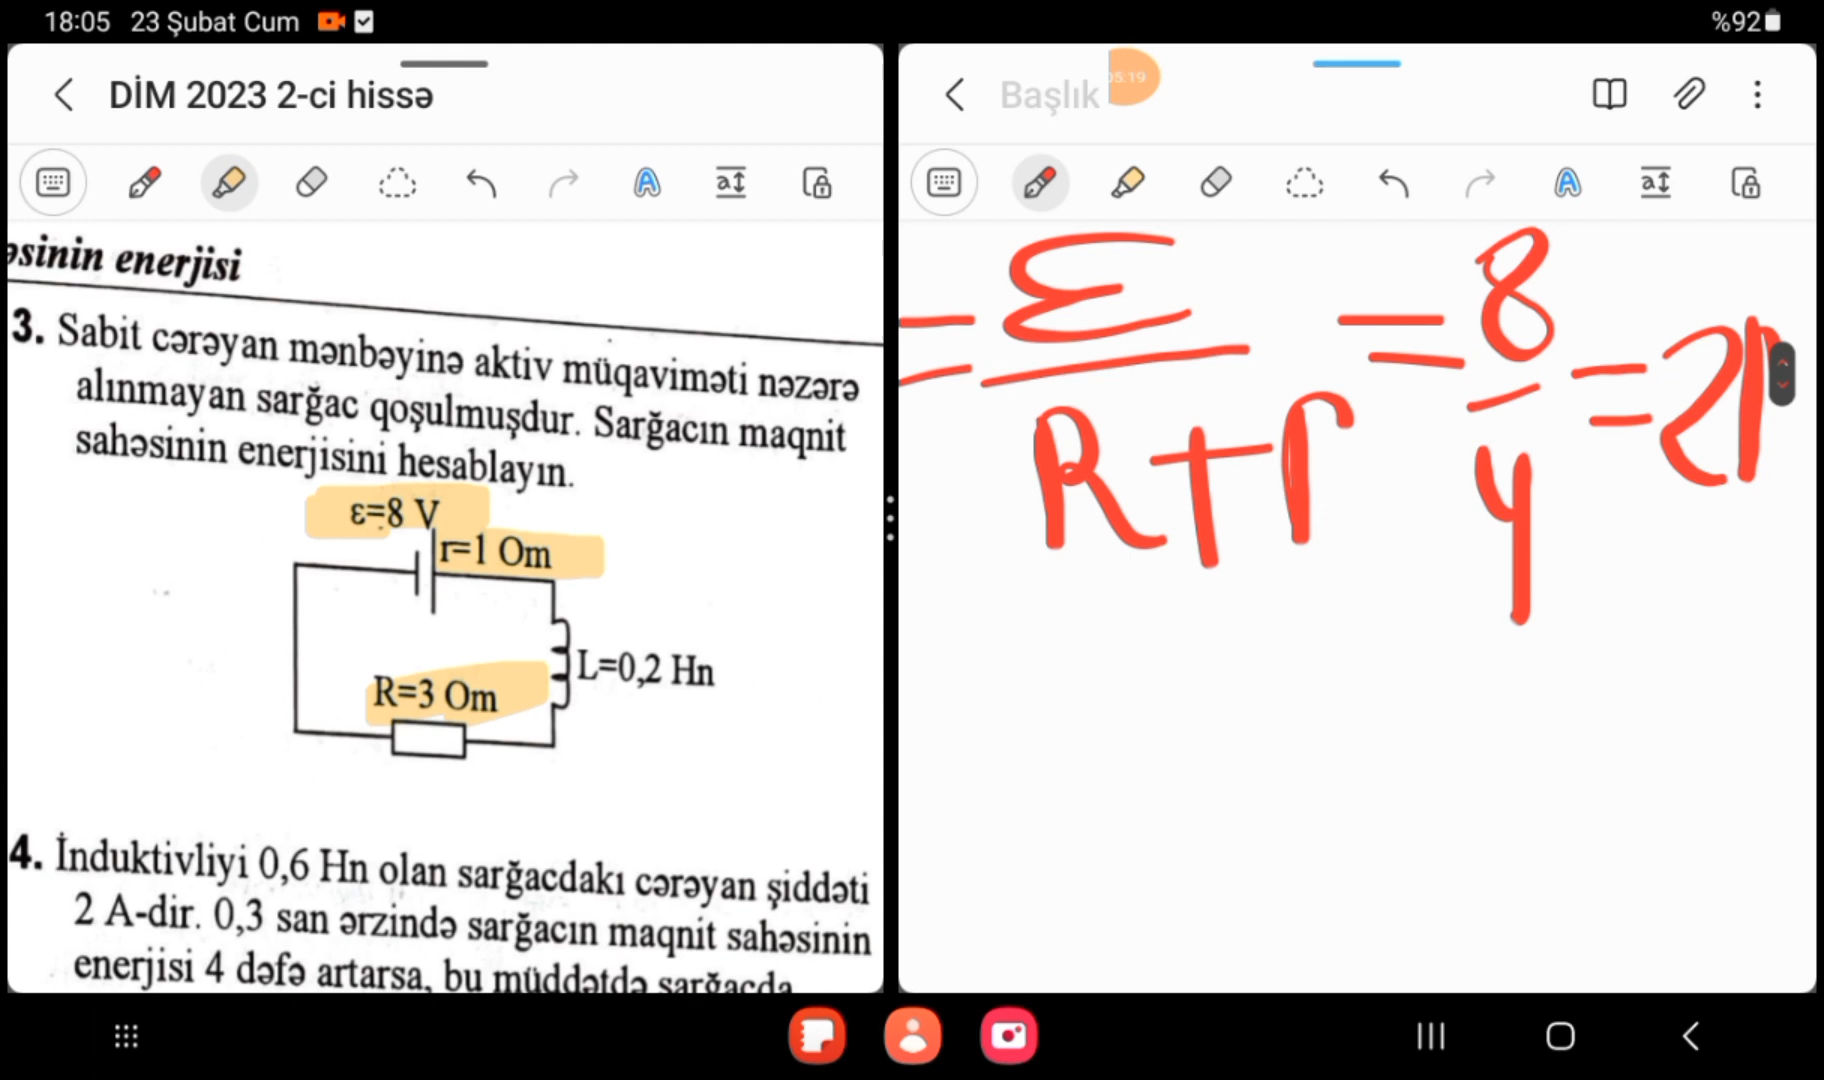 18:05 23 Şubat Cum
%92
DİM 2023 2-ci hissə
Başlık
05:19
əsinin enerjisi
3. Sabit cərəyan mənbəyinə aktiv müqaviməti nəzərə
alınmayan sarğac qoşulmuşdur. Sarğacın maqnit
sahəsinin enerjisini hesablayın.
ε=8 V
r=1 Om
L=0,2 Hn
R=3 Om
4. İnduktivliyi 0,6 Hn olan sarğacdakı cərəyan şiddəti
2 A-dir. 0,3 san ərzində sarğacın maqnit sahəsinin
enerjisi 4 dəfə artarsa, bu müddətdə sarğacda
= ε = 8 = 2
R+r 4